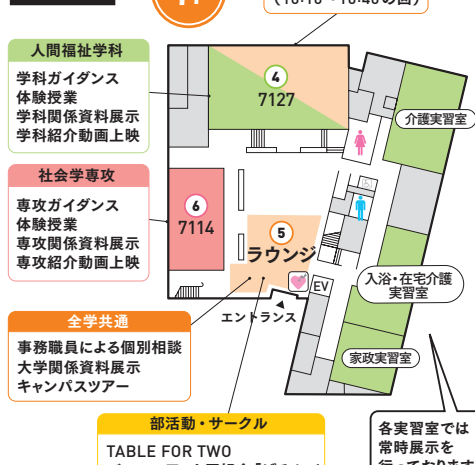 人間福祉学科
学科ガイダンス
体験授業
学科関係資料展示
学科紹介動画上映
社会学専攻
専攻ガイダンス
体験授業
専攻関係資料展示
専攻紹介動画上映
全学共通
事務職員による個別相談
大学関係資料展示
キャンパスツアー
部活動・サークル
TABLE FOR TWO
4
7127
6
7114
5
ラウンジ
EV
エントランス
介護実習室
入浴・在宅介護
実習室
家政実習室
各実習室では
常時展示を
行っております